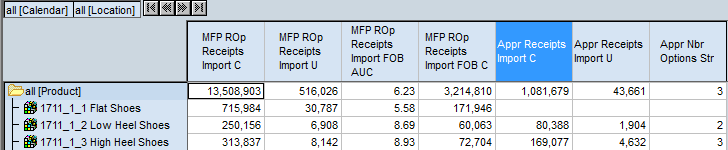 all [Calendar] all [Location]
MFP ROp Receipts Import C	MFP ROp Receipts Import U	MFP ROp Receipts Import FOB AUC	MFP ROp Receipts Import FOB C	Appr Receipts Import C	Appr Receipts Import U	Appr Nbr Options Str
all [Product]	13,508,903	516,026	6.23	3,214,810	1,081,679	43,661	3
1711_1_1 Flat Shoes	715,984	30,787	5.58	171,946
1711_1_2 Low Heel Shoes	250,156	6,908	8.69	60,063	80,388	1,904	2
1711_1_3 High Heel Shoes	313,837	8,142	8.93	72,704	169,077	4,632	3